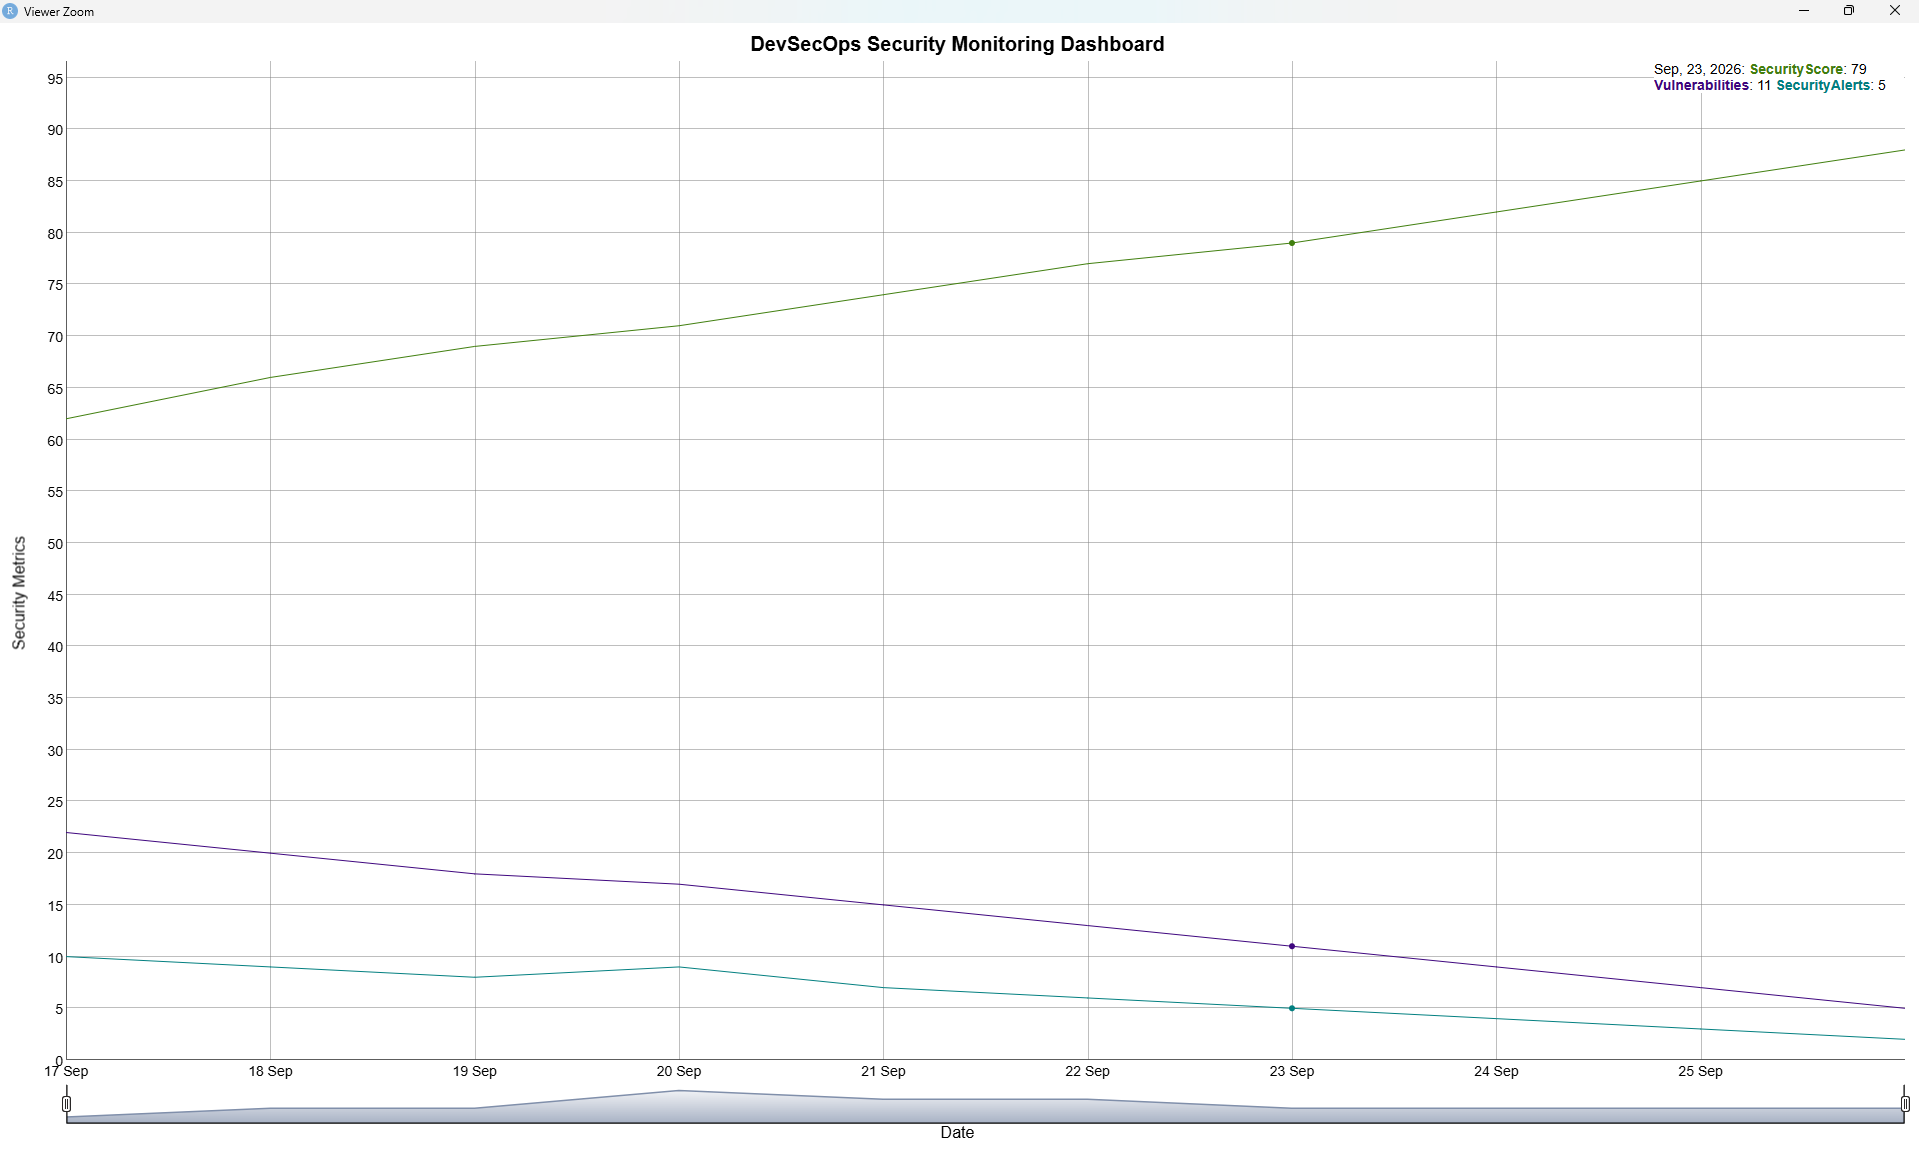 Viewer Zoom
DevSecOps Security Monitoring Dashboard
Sep, 23, 2026: SecurityScore: 79
Vulnerabilities: 11 SecurityAlerts: 5
95
90
85
80
75
70
65
60
55
50
45
40
35
30
25
20
15
10
5
0
Security Metrics
17 Sep 18 Sep 19 Sep 20 Sep 21 Sep 22 Sep 23 Sep 24 Sep 25 Sep
Date